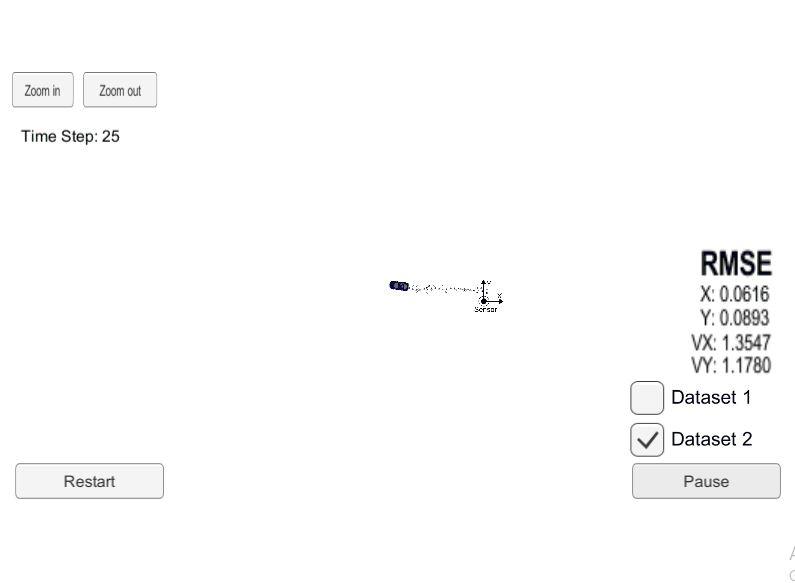 Zoom in
Zoom out
Time Step: 25
RMSE
X: 0.0616
Y: 0.0893
VX: 1.3547
VY: 1.1780
Y
X
Sensor
Dataset 1
Dataset 2
Restart
Pause